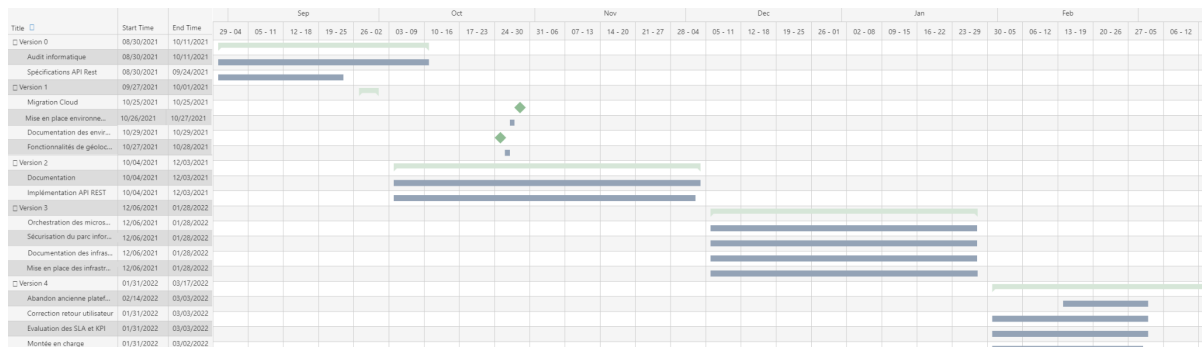 Sep Oct Nov Dec Jan Feb
Title Start Time End Time 29 - 04 05 - 11 12 - 18 19 - 25 26 - 02 03 - 09 10 - 16 17 - 23 24 - 30 31 - 06 07 - 13 14 - 20 21 - 27 28 - 04 05 - 11 12 - 18 19 - 25 26 - 01 02 - 08 09 - 15 16 - 22 23 - 29 30 - 05 06 - 12 13 - 19 20 - 26 27 - 05 06 - 12
Version 0 08/30/2021 10/11/2021
Audit informatique 08/30/2021 10/11/2021
Spécifications API Rest 08/30/2021 09/24/2021
Version 1 09/27/2021 10/01/2021
Migration Cloud 10/25/2021 10/25/2021
Mise en place environne... 10/26/2021 10/27/2021
Documentation des envir... 10/29/2021 10/29/2021
Fonctionnalités de géoloc... 10/27/2021 10/28/2021
Version 2 10/04/2021 12/03/2021
Documentation 10/04/2021 12/03/2021
Implémentation API REST 10/04/2021 12/03/2021
Version 3 12/06/2021 01/28/2022
Orchestration des micros... 12/06/2021 01/28/2022
Sécurisation du parc infor... 12/06/2021 01/28/2022
Documentation des infras... 12/06/2021 01/28/2022
Mise en place des infrastr... 12/06/2021 01/28/2022
Version 4 01/31/2022 03/17/2022
Abandon ancienne platef... 02/14/2022 03/03/2022
Correction retour utilisateur 01/31/2022 03/03/2022
Evaluation des SLA et KPI 01/31/2022 03/03/2022
Montée en charge 01/31/2022 03/02/2022